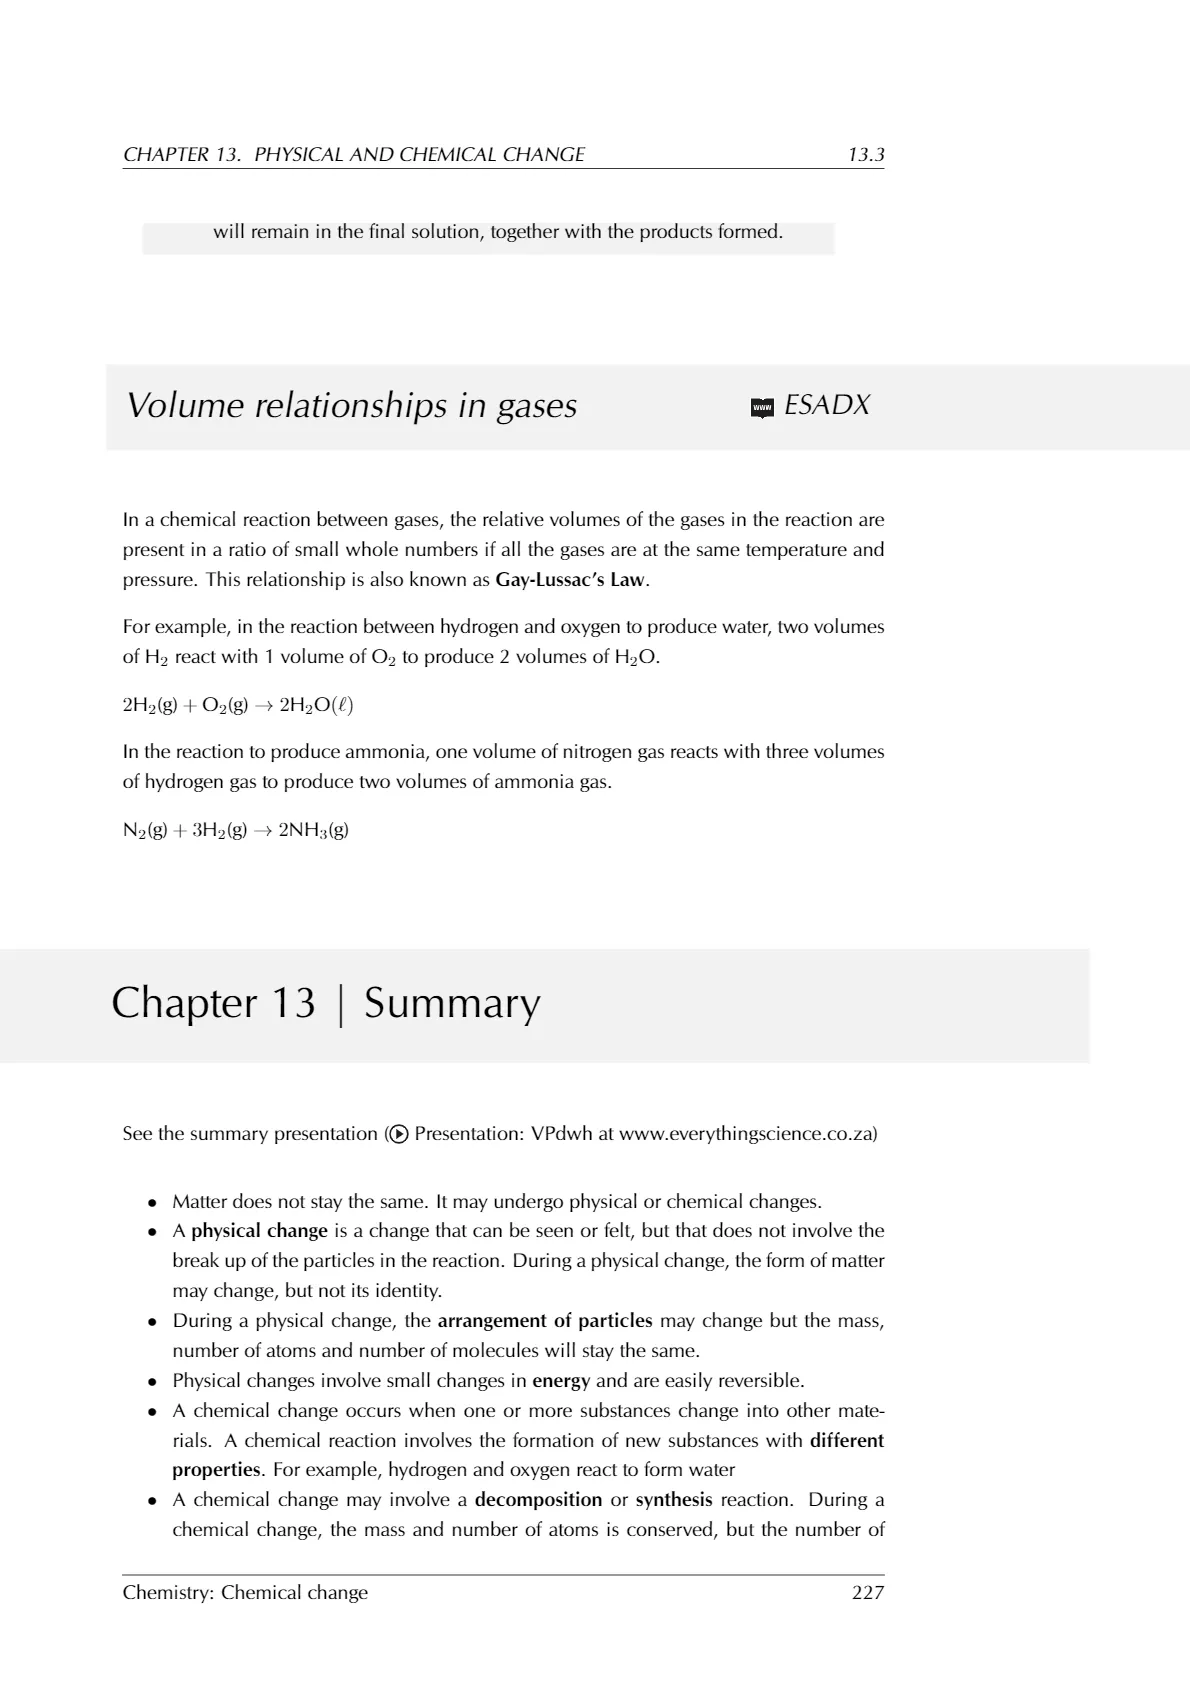 CHAPTER 13. PHYSICAL AND CHEMICAL CHANGE 13.3
will remain in the final solution, together with the products formed.
Volume relationships in gases www ESADX
In a chemical reaction between gases, the relative volumes of the gases in the reaction are
present in a ratio of small whole numbers if all the gases are at the same temperature and
pressure. This relationship is also known as Gay-Lussac’s Law.
For example, in the reaction between hydrogen and oxygen to produce water, two volumes
of H₂ react with 1 volume of O₂ to produce 2 volumes of H₂O.
2H₂(g) + O₂(g) → 2H₂O(ℓ)
In the reaction to produce ammonia, one volume of nitrogen gas reacts with three volumes
of hydrogen gas to produce two volumes of ammonia gas.
N₂(g) + 3H₂(g) → 2NH₃(g)
Chapter 13 | Summary
See the summary presentation ( Presentation: VPdwh at www.everythingscience.co.za)
• Matter does not stay the same. It may undergo physical or chemical changes.
• A physical change is a change that can be seen or felt, but that does not involve the
break up of the particles in the reaction. During a physical change, the form of matter
may change, but not its identity.
• During a physical change, the arrangement of particles may change but the mass,
number of atoms and number of molecules will stay the same.
• Physical changes involve small changes in energy and are easily reversible.
• A chemical change occurs when one or more substances change into other mate-
rials. A chemical reaction involves the formation of new substances with different
properties. For example, hydrogen and oxygen react to form water
• A chemical change may involve a decomposition or synthesis reaction. During a
chemical change, the mass and number of atoms is conserved, but the number of
Chemistry: Chemical change 227